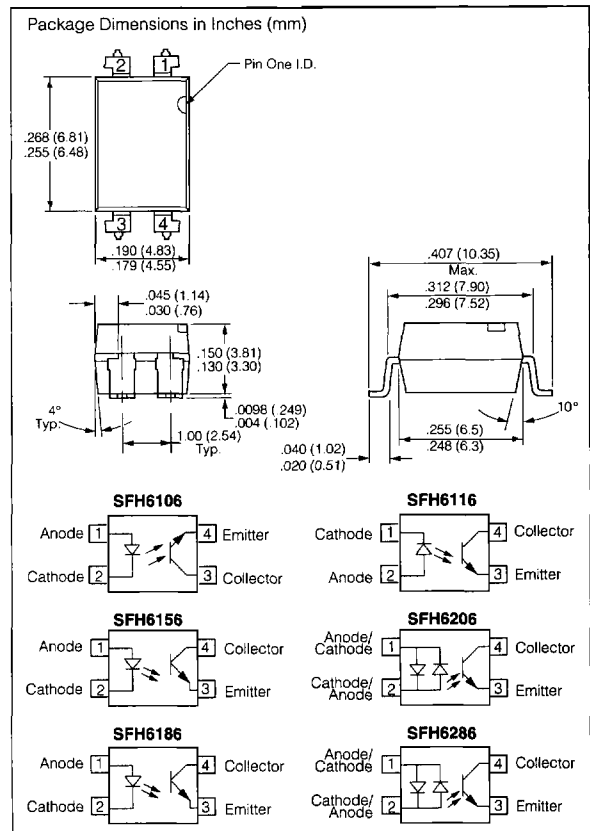 Package Dimensions in Inches (mm)
2 1
Pin One I.D.
.268 (6.81)
.255 (6.48)
3 4
.190 (4.83)
.179 (4.55)
.407 (10.35)
Max.
.312 (7.90)
.296 (7.52)
.045 (1.14)
.030 (.76)
.150 (3.81)
.130 (3.30)
4°
Typ.
.0098 (.249)
.004 (.102)
1.00 (2.54)
Typ.
10°
.040 (1.02)
.020 (0.51)
.255 (6.5)
.248 (6.3)
SFH6106
Anode 1 4 Emitter
Cathode 2 3 Collector
SFH6116
Cathode 1 4 Collector
Anode 2 3 Emitter
SFH6156
Anode 1 4 Collector
Cathode 2 3 Emitter
SFH6206
Anode/
Cathode 1 4 Collector
Cathode/
Anode 2 3 Emitter
SFH6186
Anode 1 4 Collector
Cathode 2 3 Emitter
SFH6286
Anode/
Cathode 1 4 Collector
Cathode/
Anode 2 3 Emitter